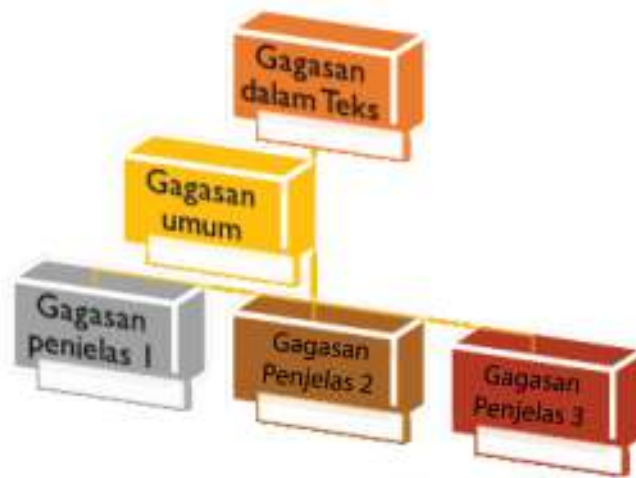 Gagasan
dalam Teks
Gagasan
umum
Gagasan
penjelas 1
Gagasan
Penjelas 2
Gagasan
Penjelas 3